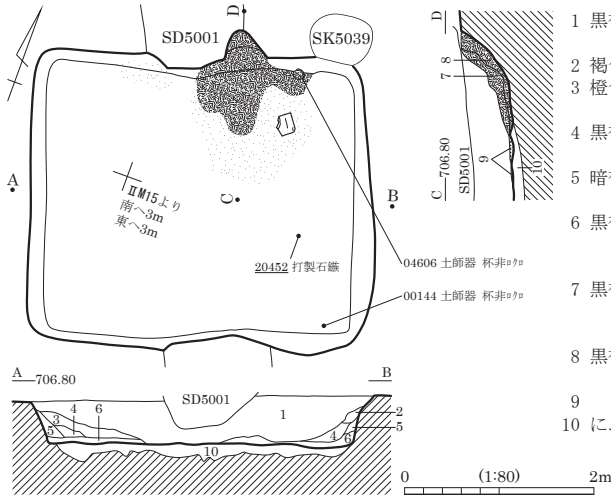 D
SD5001
SK5039
A
B
C
ⅡM15より
南へ3m
東へ3m
20452 打製石鏃
04606 土師器 杯非ロクロ
00144 土師器 杯非ロクロ
D
8
7
9
10
C 706.80
SD5001
A 706.80
B
SD5001
3
4
6
5
1
2
5
4
6
10
0 (1:80) 2m
1 黒
2 褐
3 橙
4 黒
5 暗
6 黒
7 黒
8 黒
9
10 に